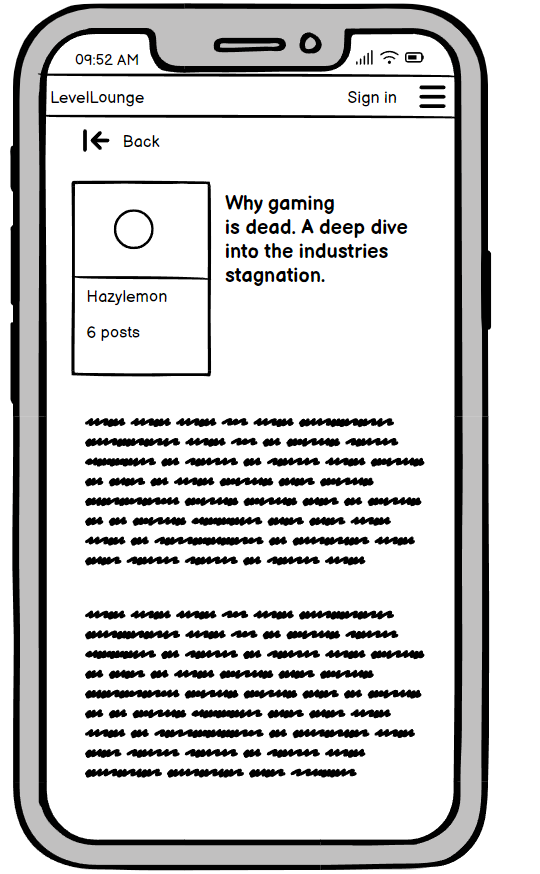 09:52 AM
LevelLounge Sign in
Back
Why gaming
is dead. A deep dive
into the industries
stagnation.
Hazylemon
6 posts